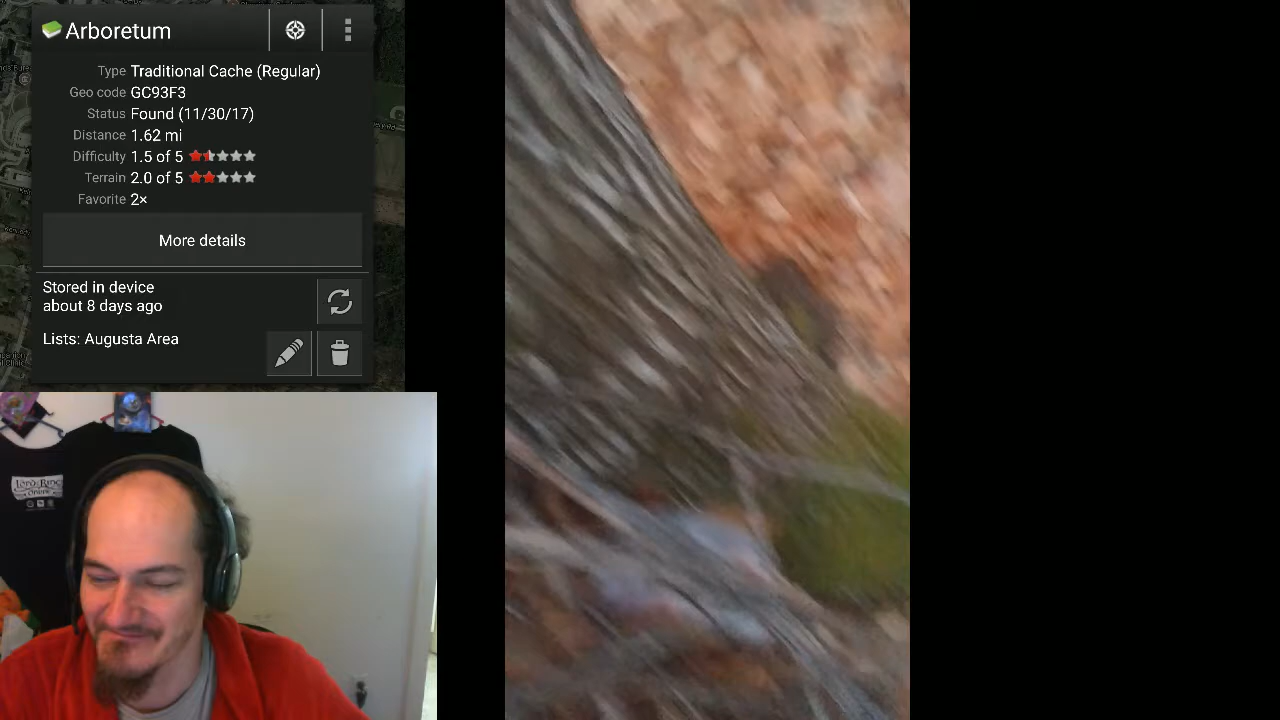 Arboretum
Type Traditional Cache (Regular)
Geo code GC93F3
Status Found (11/30/17)
Distance 1.62 mi
Difficulty 1.5 of 5
Terrain 2.0 of 5
Favorite 2×
More details
Stored in device
about 8 days ago
Lists: Augusta Area